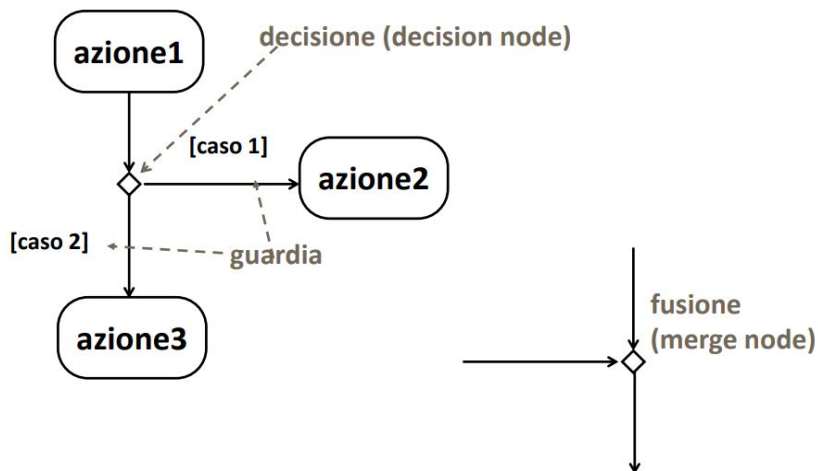 azione1
decisione (decision node)
[caso 1]
azione2
[caso 2]
guardia
azione3
fusione
(merge node)